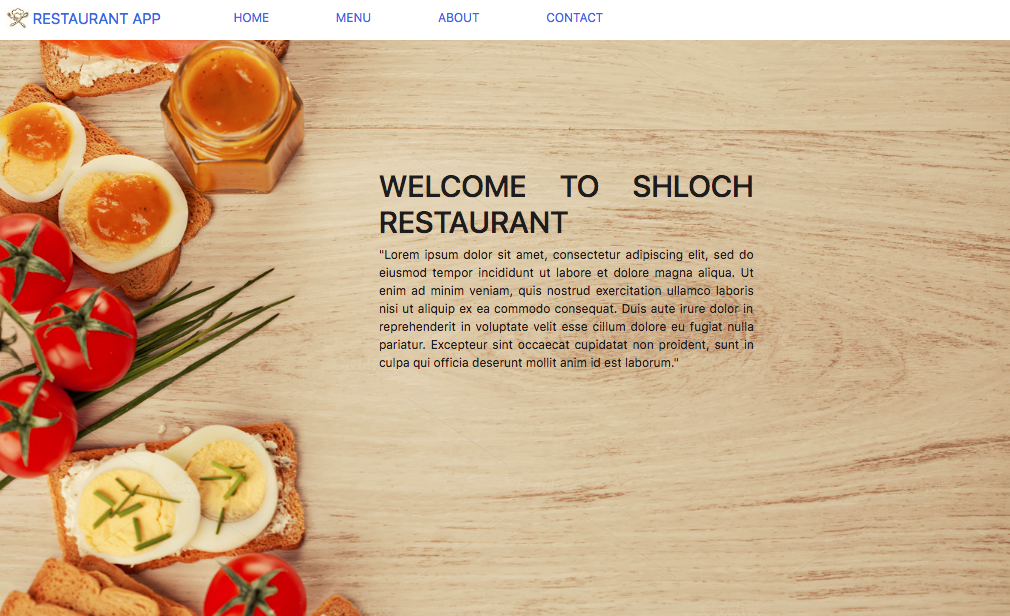 RESTAURANT APP HOME MENU ABOUT CONTACT
WELCOME TO SHLOCH
RESTAURANT
"Lorem ipsum dolor sit amet, consectetur adipiscing elit, sed do
eiusmod tempor incididunt ut labore et dolore magna aliqua. Ut
enim ad minim veniam, quis nostrud exercitation ullamco laboris
nisi ut aliquip ex ea commodo consequat. Duis aute irure dolor in
reprehenderit in voluptate velit esse cillum dolore eu fugiat nulla
pariatur. Excepteur sint occaecat cupidatat non proident, sunt in
culpa qui officia deserunt mollit anim id est laborum."